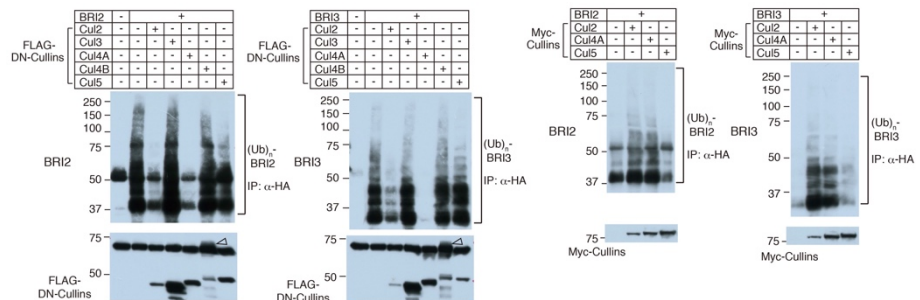 BRI2 - +
Cul2 - - + - - - -
Cul3 - - - + - - -
Cul4A - - - - + - -
Cul4B - - - - - + -
Cul5 - - - - - - +
FLAG-
DN-Cullins
250
150
100
75
50
37
BRI2
(Ub)n-
BRI2
IP: α-HA
75
50
FLAG-
DN-Cullins
BRI3 - +
Cul2 - - + - - - -
Cul3 - - - + - - -
Cul4A - - - - + - -
Cul4B - - - - - + -
Cul5 - - - - - - +
FLAG-
DN-Cullins
250
150
100
75
50
37
BRI3
(Ub)n-
BRI3
IP: α-HA
75
50
FLAG-
DN-Cullins
BRI2 +
Cul2 - + - -
Cul4A - - + -
Cul5 - - - +
Myc-
Cullins
250
150
100
75
50
37
BRI2
(Ub)n-
BRI2
IP: α-HA
75
Myc-Cullins
BRI3 +
Cul2 - + - -
Cul4A - - + -
Cul5 - - - +
Myc-
Cullins
250
150
100
75
50
37
BRI3
(Ub)n-
BRI3
IP: α-HA
75
Myc-Cullins